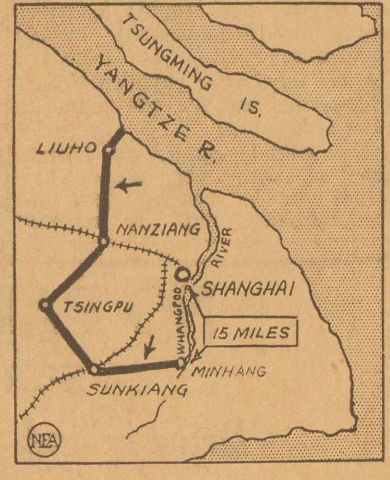 TSUNGMING
IS.
YANGTZE R.
LIUHO
NANZIANG
RIVER
SHANGHAI
TSINGPU
WHANGPOO
15 MILES
MINHANG
SUNKIANG
NEA